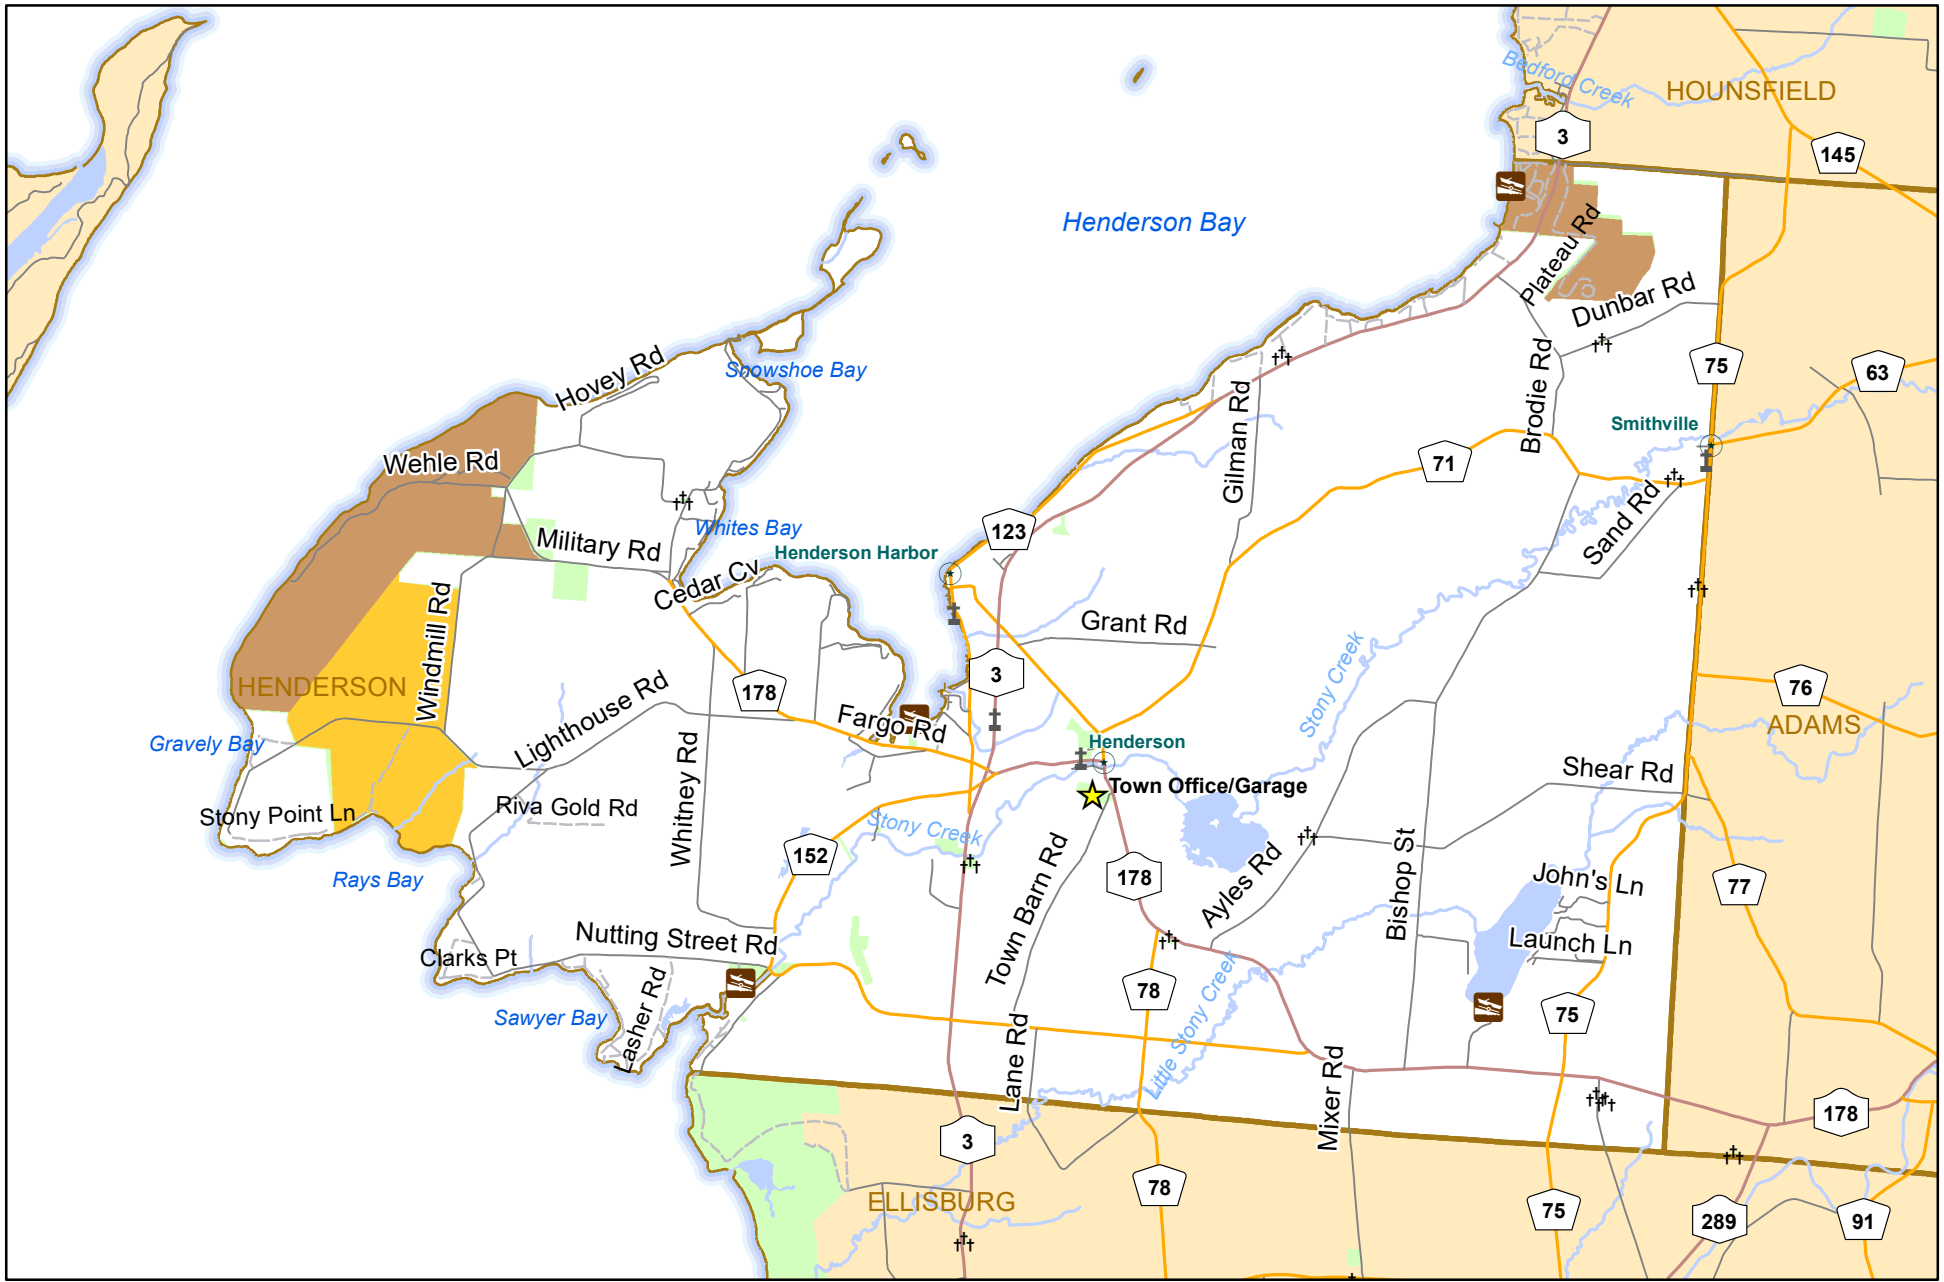 Bedford Creek
HOUNSFIELD
3
145
Henderson Bay
Plateau Rd
Dunbar Rd
Hovey Rd
Snowshoe Bay
Brodie Rd
75
63
Gilman Rd
Smithville
Wehle Rd
71
Sand Rd
Military Rd
Whites Bay
123
Henderson Harbor
Cedar Cv
Windmill Rd
Grant Rd
Stony Creek
HENDERSON
178
3
76
Lighthouse Rd
Fargo Rd
ADAMS
Gravely Bay
Henderson
Whitney Rd
Shear Rd
Town Office/Garage
Stony Point Ln
Riva Gold Rd
Stony Creek
152
Rays Bay
Town Barn Rd
178
Ayles Rd
Bishop St
John's Ln
77
Nutting Street Rd
Launch Ln
Clarks Pt
Lasher Rd
78
Little Stony Creek
75
Sawyer Bay
Lane Rd
Mixer Rd
178
3
78
ELLISBURG
75
289
91